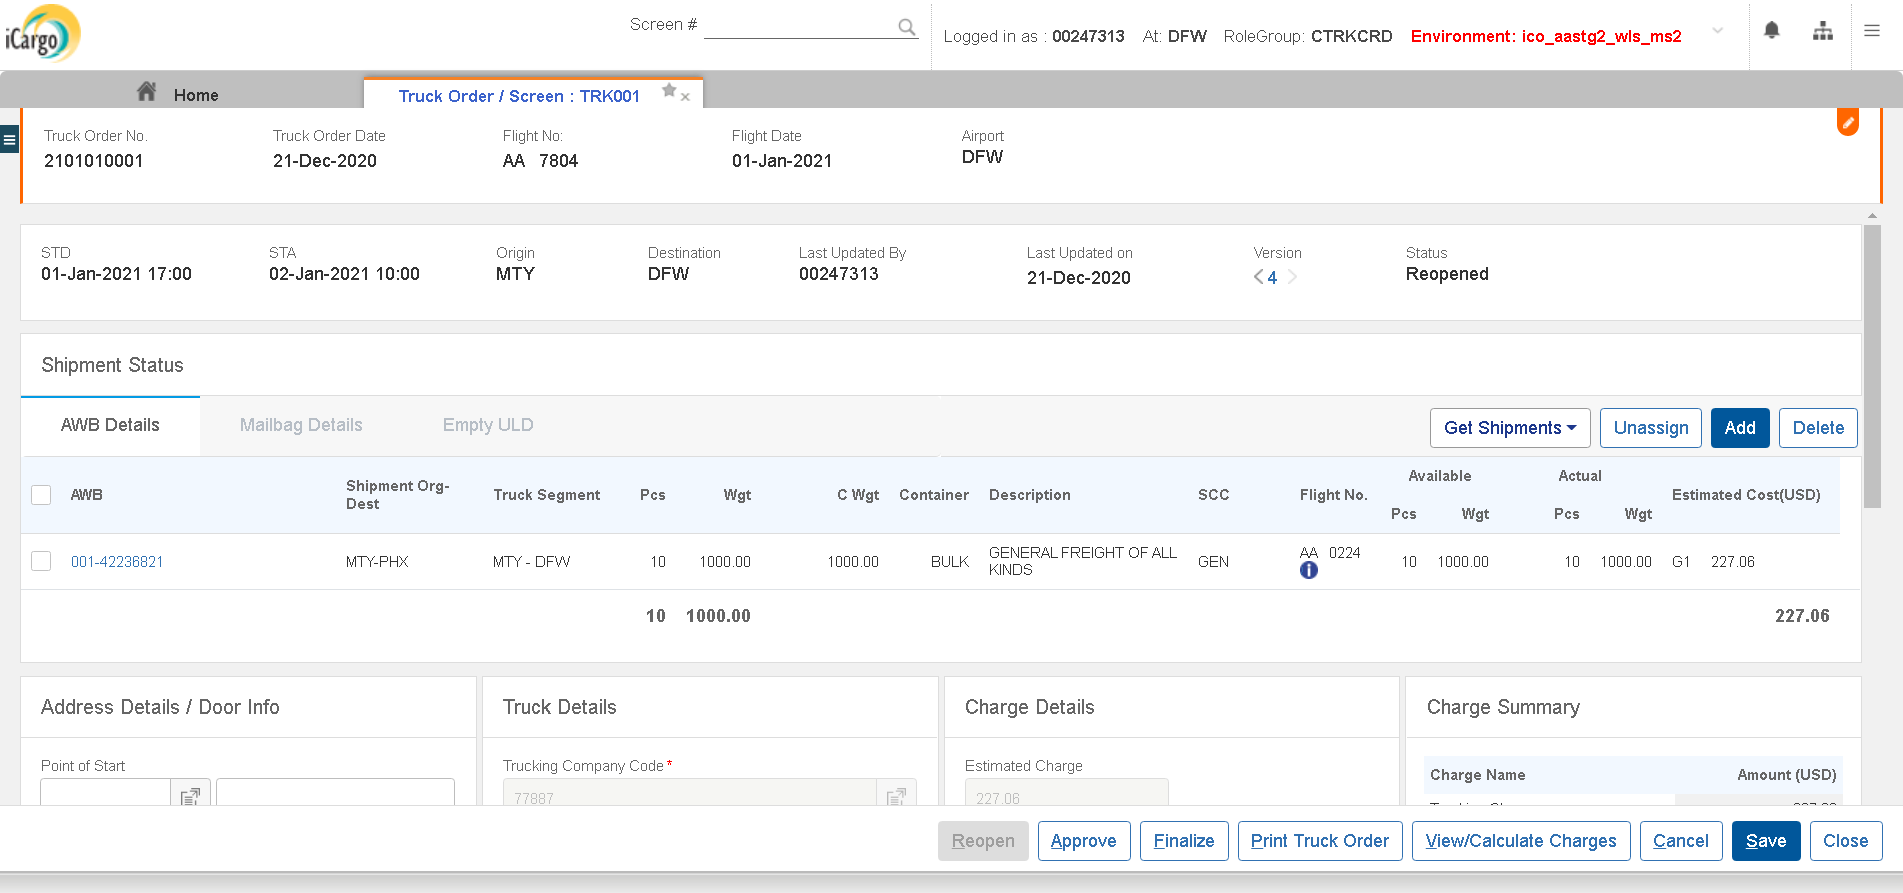 iCargo
Screen #
Logged in as : 00247313 At: DFW RoleGroup: CTRKCRD Environment: ico_aastg2_wls_ms2
Home
Truck Order / Screen : TRK001
Truck Order No. Truck Order Date Flight No: Flight Date Airport
2101010001 21-Dec-2020 AA 7804 01-Jan-2021 DFW
STD STA Origin Destination Last Updated By Last Updated on Version Status
01-Jan-2021 17:00 02-Jan-2021 10:00 MTY DFW 00247313 21-Dec-2020 4 Reopened
Shipment Status
AWB Details Mailbag Details Empty ULD Get Shipments Unassign Add Delete
AWB Shipment Org-Dest Truck Segment Pcs Wgt C Wgt Container Description SCC Flight No. Available Pcs Wgt Actual Pcs Wgt Estimated Cost(USD)
001-42236821 MTY-PHX MTY - DFW 10 1000.00 1000.00 BULK GENERAL FREIGHT OF ALL KINDS GEN AA 0224 10 1000.00 10 1000.00 G1 227.06
10 1000.00 227.06
Address Details / Door Info Truck Details Charge Details Charge Summary
Point of Start Trucking Company Code * Estimated Charge Charge Name Amount (USD)
77887 227.06
Reopen Approve Finalize Print Truck Order View/Calculate Charges Cancel Save Close